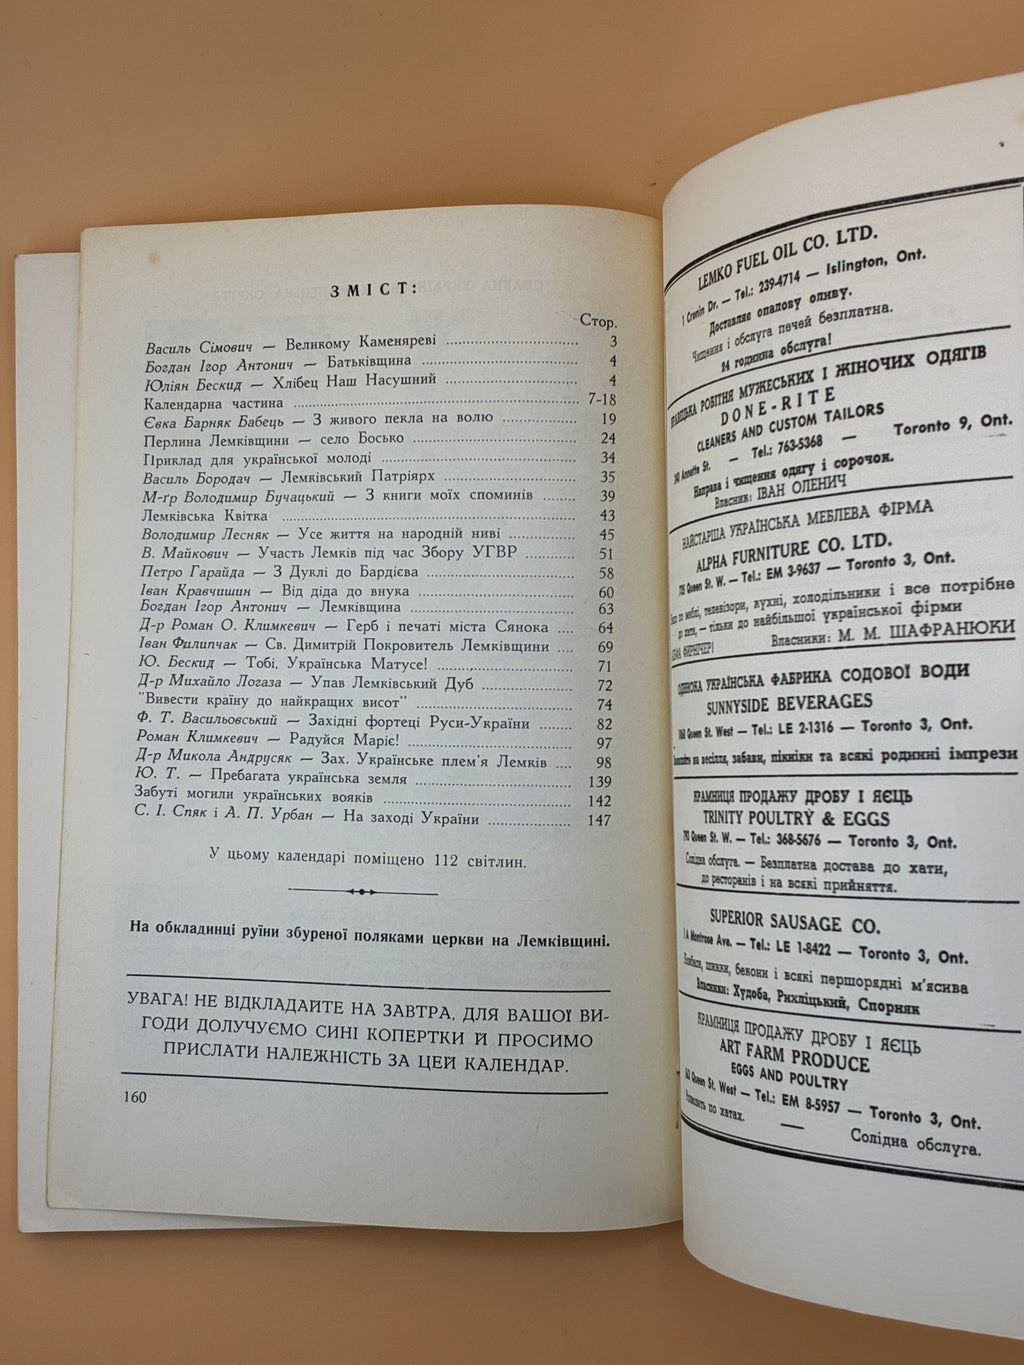 ЗМІСТ:
Стор.
Василь Сімович — Великому Каменяреві 3
Богдан Ігор Антонич — Батьківщина 4
Юліян Бескид — Хлібец Наш Насушний 4
Календарна частина 7-18
Євка Барняк Бабець — З живого пекла на волю 19
Перлина Лемківщини — село Босько 24
Приклад для української молоді 34
Василь Бородач — Лемківський Патріярх 35
М-ґр Володимир Бучацький — З книги моїх споминів 39
Лемківська Квітка 43
Володимир Лесняк — Усе життя на народній ниві 45
В. Майкович — Участь Лемків під час Збору УГВР 51
Петро Гарайда — З Дуклі до Бардієва 58
Іван Кравчишин — Від діда до внука 60
Богдан Ігор Антонич — Лемківщина 63
Д-р Роман О. Климкевич — Герб і печаті міста Сянока 64
Іван Филипчак — Св. Димитрій Покровитель Лемківщини 69
Ю. Бескид — Тобі, Українська Матусе! 71
Д-р Михайло Логаза — Упав Лемківський Дуб 72
"Вивести країну до найкращих висот" 74
Ф. Т. Васильовський — Західні фортеці Руси-України 82
Роман Климкевич — Радуйся Маріє! 97
Д-р Микола Андрусяк — Зах. Українське плем'я Лемків 98
Ю. Т. — Пребагата українська земля 139
Забуті могили українських вояків 142
С. І. Спяк і А. П. Урбан — На заході України 147
У цьому календарі поміщено 112 світлин.
На обкладинці руїни збуреної поляками церкви на Лемківщині.
УВАГА! НЕ ВІДКЛАДАЙТЕ НА ЗАВТРА, ДЛЯ ВАШОЇ ВИ-
ГОДИ ДОЛУЧУЄМО СИНІ КОПЕРТКИ Й ПРОСИМО
ПРИСЛАТИ НАЛЕЖНІСТЬ ЗА ЦЕЙ КАЛЕНДАР.
160
LEMKO FUEL OIL CO. LTD.
1 Cronin Dr. — Tel.: 239-4714 — Islington, Ont.
Доставляє опалову оливу.
Чищення і обслуга печей безплатна.
24 годинна обслуга!
РОБІТНЯ МУЖЕСЬКИХ І ЖІНОЧИХ ОДЯГІВ
DONE-RITE
CLEANERS AND CUSTOM TAILORS
Annette St. — Tel.: 763-5368 — Toronto 9, Ont.
Направа і чищення одягу і сорочок.
Власник: ІВАН ОЛЕНИЧ
НАЙСТАРША УКРАЇНСЬКА МЕБЛЕВА ФІРМА
ALPHA FURNITURE CO. LTD.
Queen St. W. — Tel.: EM 3-9637 — Toronto 3, Ont.
по меблі, телевізори, кухні, холодильники і все потрібне
до хати, — тільки до найбільшої української фірми
Власники: М. М. ШАФРАНЮКИ
ОДИНОКА УКРАЇНСЬКА ФАБРИКА СОДОВОЇ ВОДИ
SUNNYSIDE BEVERAGES
Queen St. West — Tel.: LE 2-1316 — Toronto 3, Ont.
на весілля, забави, пікніки та всякі родинні імпрези
КРАМНИЦЯ ПРОДАЖУ ДРОБУ І ЯЄЦЬ
TRINITY POULTRY & EGGS
Queen St. W. — Tel.: 368-5676 — Toronto 3, Ont.
Солідна обслуга. — Безплатна достава до хати,
до ресторанів і на всякі прийняття.
SUPERIOR SAUSAGE CO.
Montrose Ave. — Tel.: LE 1-8422 — Toronto 3, Ont.
Ковбаси, шинки, бекони і всякі першорядні м'ясива
Власники: Худоба, Рихліцький, Спорняк
КРАМНИЦЯ ПРОДАЖУ ДРОБУ І ЯЄЦЬ
ART FARM PRODUCE
EGGS AND POULTRY
Queen St. West — Tel.: EM 8-5957 — Toronto 3, Ont.
по хатах. — Солідна обслуга.